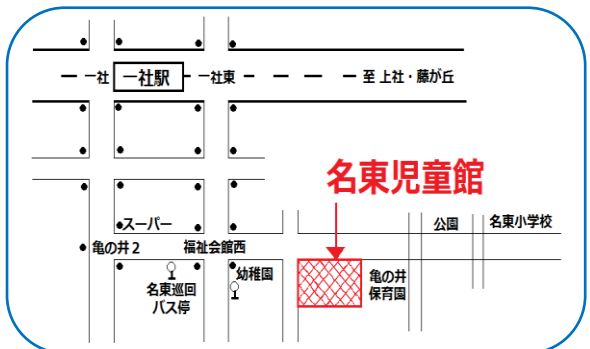 一社
一社駅
一社東
至 上社・藤が丘
名東児童館
公園
名東小学校
スーパー
亀の井２
福祉会館西
幼稚園
名東巡回
バス停
亀の井
保育園